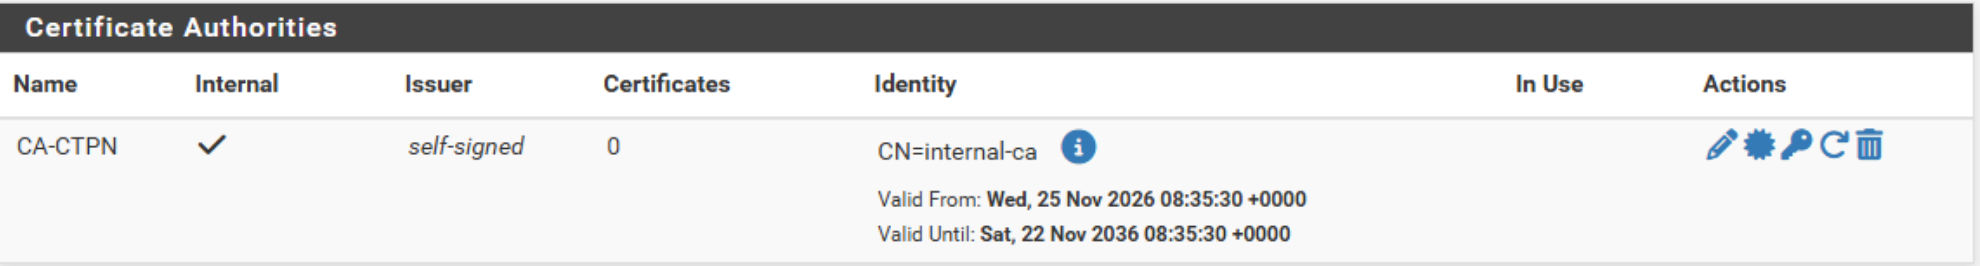 Certificate Authorities
Name Internal Issuer Certificates Identity In Use Actions
CA-CTPN self-signed 0 CN=internal-ca
Valid From: Wed, 25 Nov 2026 08:35:30 +0000
Valid Until: Sat, 22 Nov 2036 08:35:30 +0000